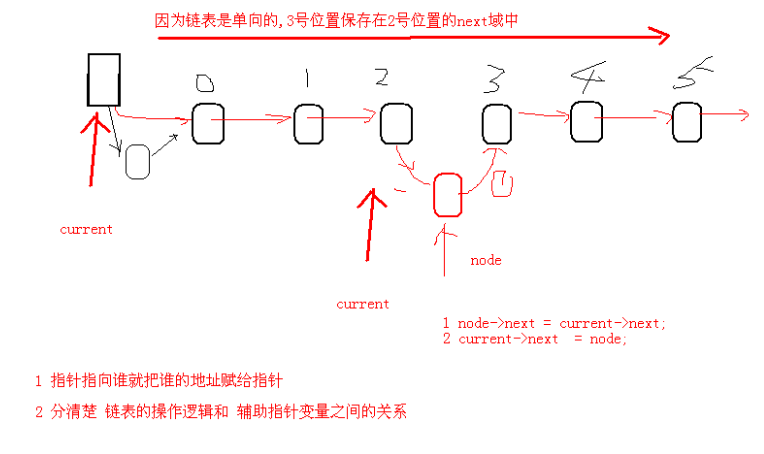 因为链表是单向的,3号位置保存在2号位置的next域中
0 1 2 3 4 5
1
current
node
current
1 node->next = current->next;
2 current->next = node;
1 指针指向谁就把谁的地址赋给指针
2 分清楚 链表的操作逻辑和 辅助指针变量之间的关系